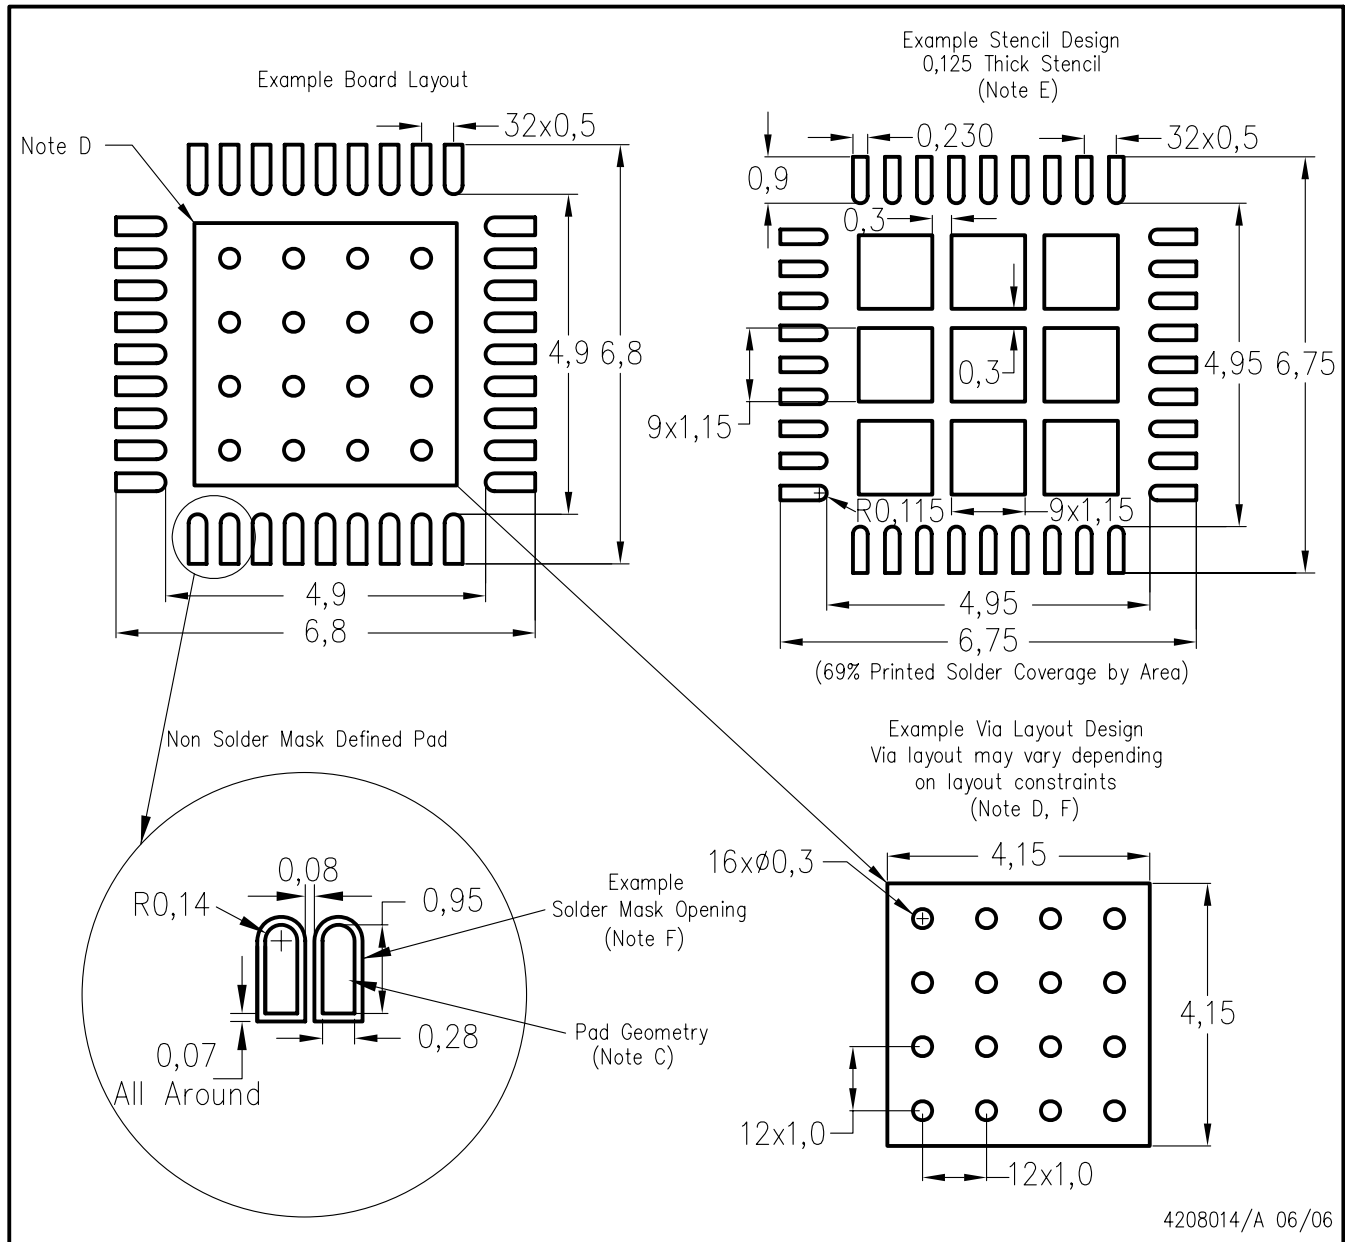 Example Board Layout
Note D
32x0,5
4,9
6,8
4,9
6,8
Example Stencil Design
0,125 Thick Stencil
(Note E)
0,230
32x0,5
0,9
0,3
0,3
4,95
6,75
9x1,15
R0,115
9x1,15
4,95
6,75
(69% Printed Solder Coverage by Area)
Non Solder Mask Defined Pad
0,08
R0,14
0,95
Example
Solder Mask Opening
(Note F)
0,28
Pad Geometry
(Note C)
0,07
All Around
Example Via Layout Design
Via layout may vary depending
on layout constraints
(Note D, F)
16xø0,3
4,15
4,15
12x1,0
12x1,0
4208014/A 06/06